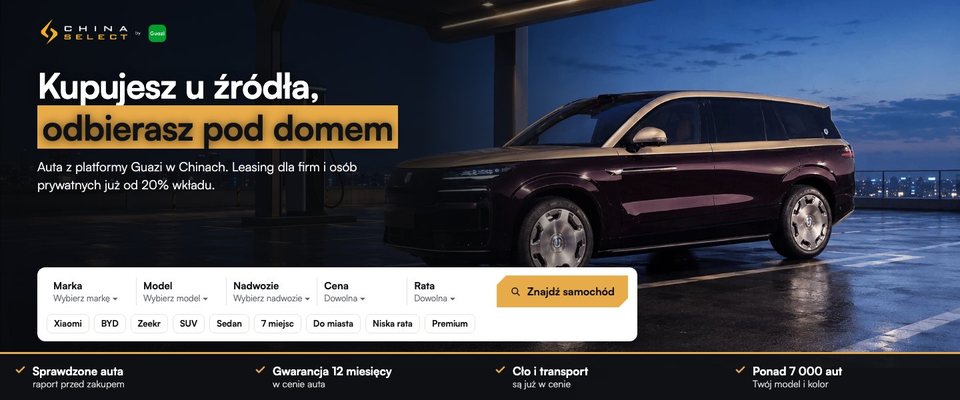 CHINA
SELECT
by
Guazi
Kupujesz u źródła,
odbierasz pod domem
Auta z platformy Guazi w Chinach. Leasing dla firm i osób
prywatnych już od 20% wkładu.
Marka
Wybierz markę
Model
Wybierz model
Nadwozie
Wybierz nadwozie
Cena
Dowolna
Rata
Dowolna
Znajdź samochód
Xiaomi
BYD
Zeekr
SUV
Sedan
7 miejsc
Do miasta
Niska rata
Premium
Sprawdzone auta
raport przed zakupem
Gwarancja 12 miesięcy
w cenie auta
Cło i transport
są już w cenie
Ponad 7 000 aut
Twój model i kolor